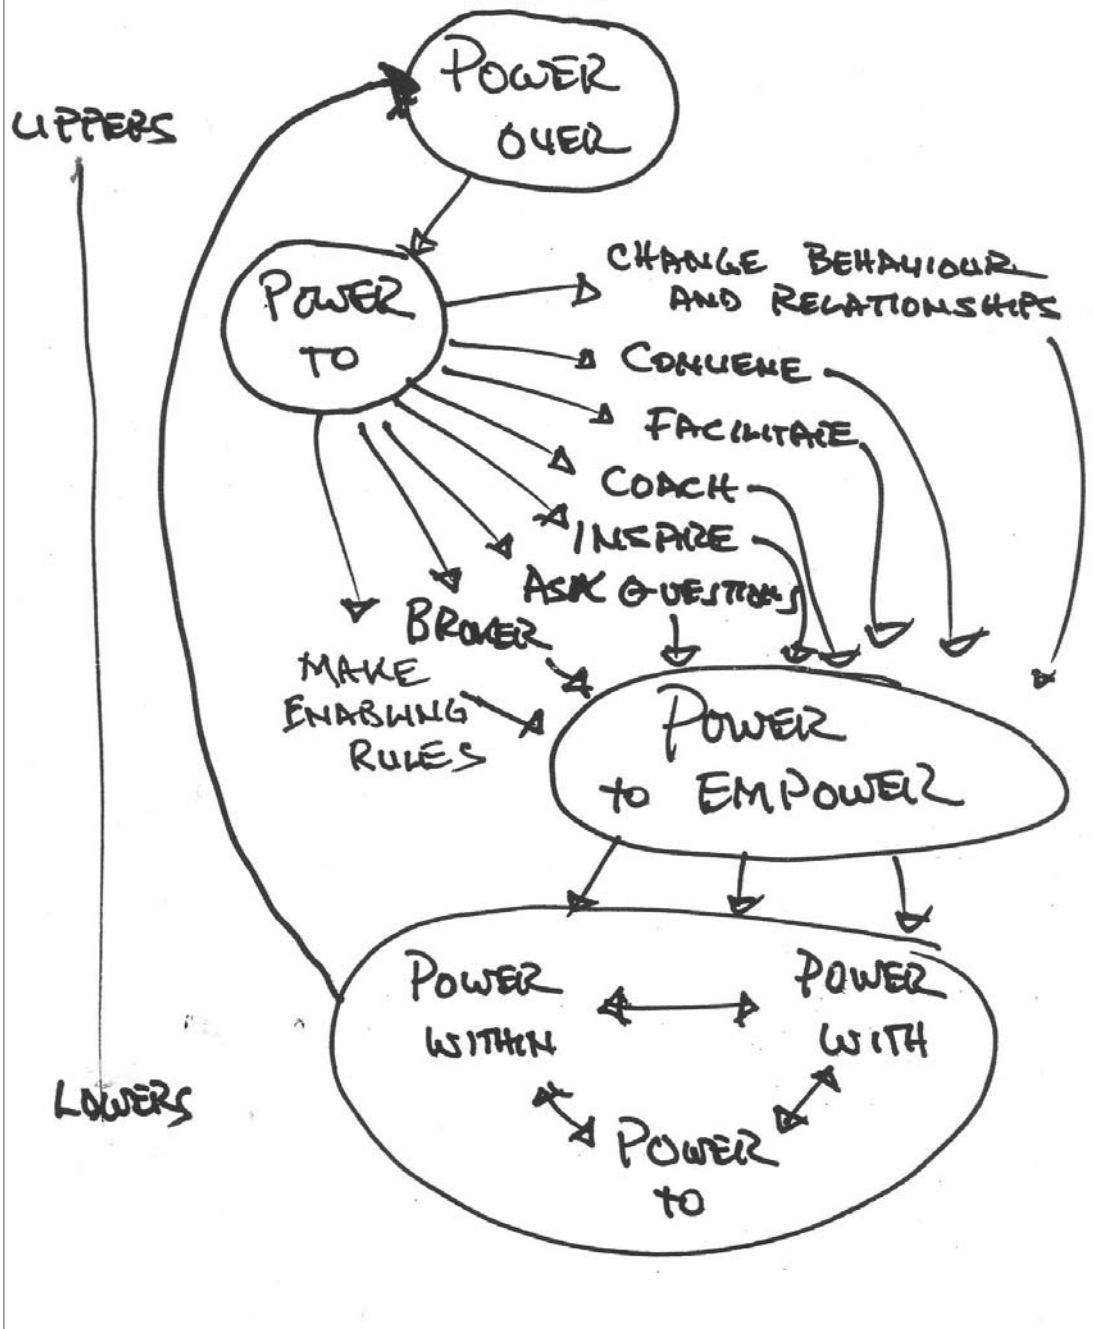 POWER
OVER
UPPERS
POWER
TO
CHANGE BEHAVIOUR
AND RELATIONSHIPS
CONVENE
FACILITATE
COACH
INSPIRE
ASK QUESTIONS
BROKER
MAKE
ENABLING
RULES
POWER
to EMPOWER
POWER
WITHIN
POWER
WITH
POWER
TO
LOWERS